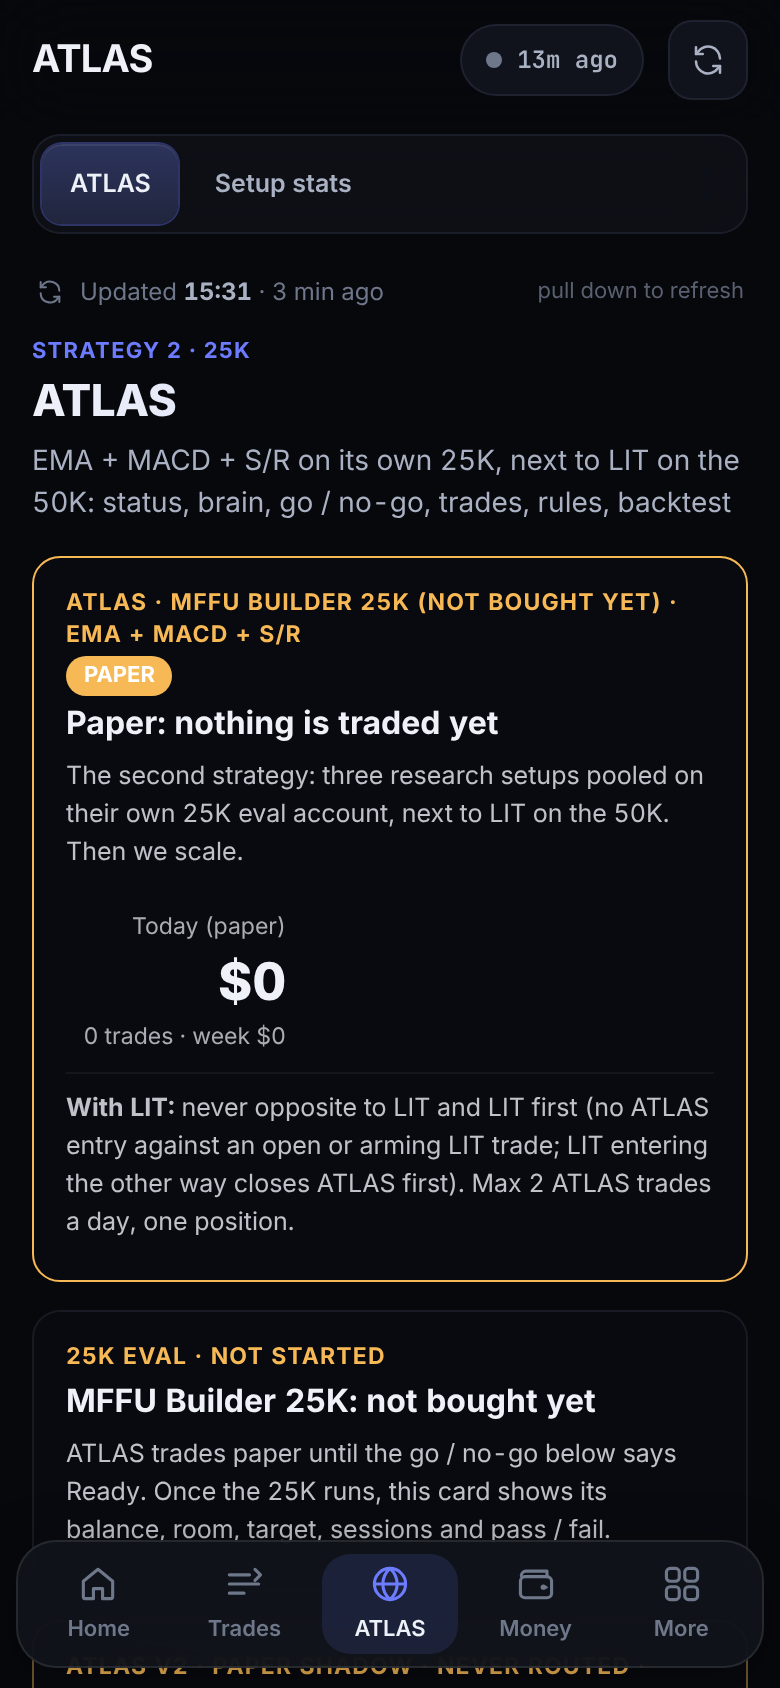 ATLAS
13m ago
ATLAS
Setup stats
Updated 15:31 · 3 min ago
pull down to refresh
STRATEGY 2 · 25K
ATLAS
EMA + MACD + S/R on its own 25K, next to LIT on the
50K: status, brain, go / no-go, trades, rules, backtest
ATLAS · MFFU BUILDER 25K (NOT BOUGHT YET) ·
EMA + MACD + S/R
PAPER
Paper: nothing is traded yet
The second strategy: three research setups pooled on
their own 25K eval account, next to LIT on the 50K.
Then we scale.
Today (paper)
$0
0 trades · week $0
With LIT: never opposite to LIT and LIT first (no ATLAS
entry against an open or arming LIT trade; LIT entering
the other way closes ATLAS first). Max 2 ATLAS trades
a day, one position.
25K EVAL · NOT STARTED
MFFU Builder 25K: not bought yet
ATLAS trades paper until the go / no-go below says
Ready. Once the 25K runs, this card shows its
balance, room, target, sessions and pass / fail.
Home
Trades
ATLAS
Money
More
ATLAS V2 · PAPER SHADOW · NEVER ROUTED ·